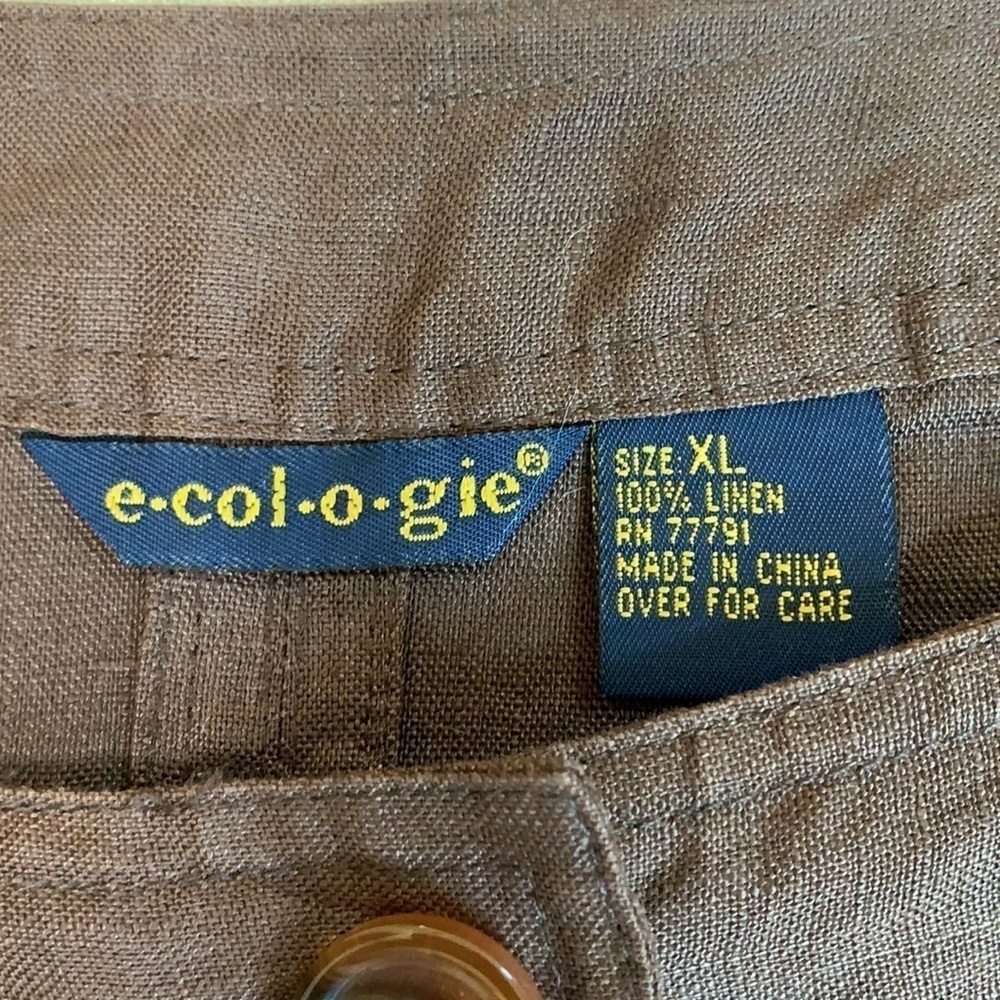 e·col·o·gie®
SIZE XL
100% LINEN
RN 77791
MADE IN CHINA
OVER FOR CARE